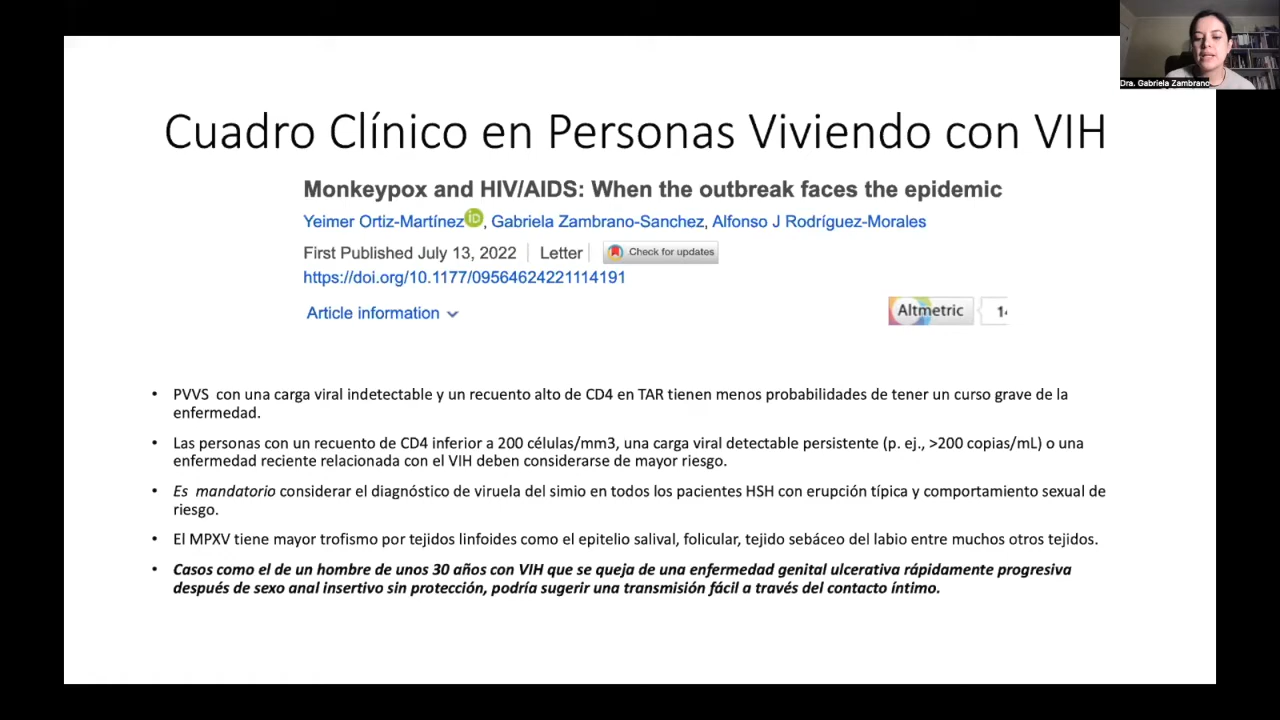 Dra. Gabriela Zambrano
Cuadro Clínico en Personas Viviendo con VIH
Monkeypox and HIV/AIDS: When the outbreak faces the epidemic
Yeimer Ortiz-Martínez iD, Gabriela Zambrano-Sanchez, Alfonso J Rodríguez-Morales
First Published July 13, 2022 | Letter | Check for updates
https://doi.org/10.1177/09564624221114191
Article information
Altmetric 14
• PVVS con una carga viral indetectable y un recuento alto de CD4 en TAR tienen menos probabilidades de tener un curso grave de la
enfermedad.
• Las personas con un recuento de CD4 inferior a 200 células/mm3, una carga viral detectable persistente (p. ej., >200 copias/mL) o una
enfermedad reciente relacionada con el VIH deben considerarse de mayor riesgo.
• Es mandatorio considerar el diagnóstico de viruela del simio en todos los pacientes HSH con erupción típica y comportamiento sexual de
riesgo.
• El MPXV tiene mayor trofismo por tejidos linfoides como el epitelio salival, folicular, tejido sebáceo del labio entre muchos otros tejidos.
• Casos como el de un hombre de unos 30 años con VIH que se queja de una enfermedad genital ulcerativa rápidamente progresiva
después de sexo anal insertivo sin protección, podría sugerir una transmisión fácil a través del contacto íntimo.